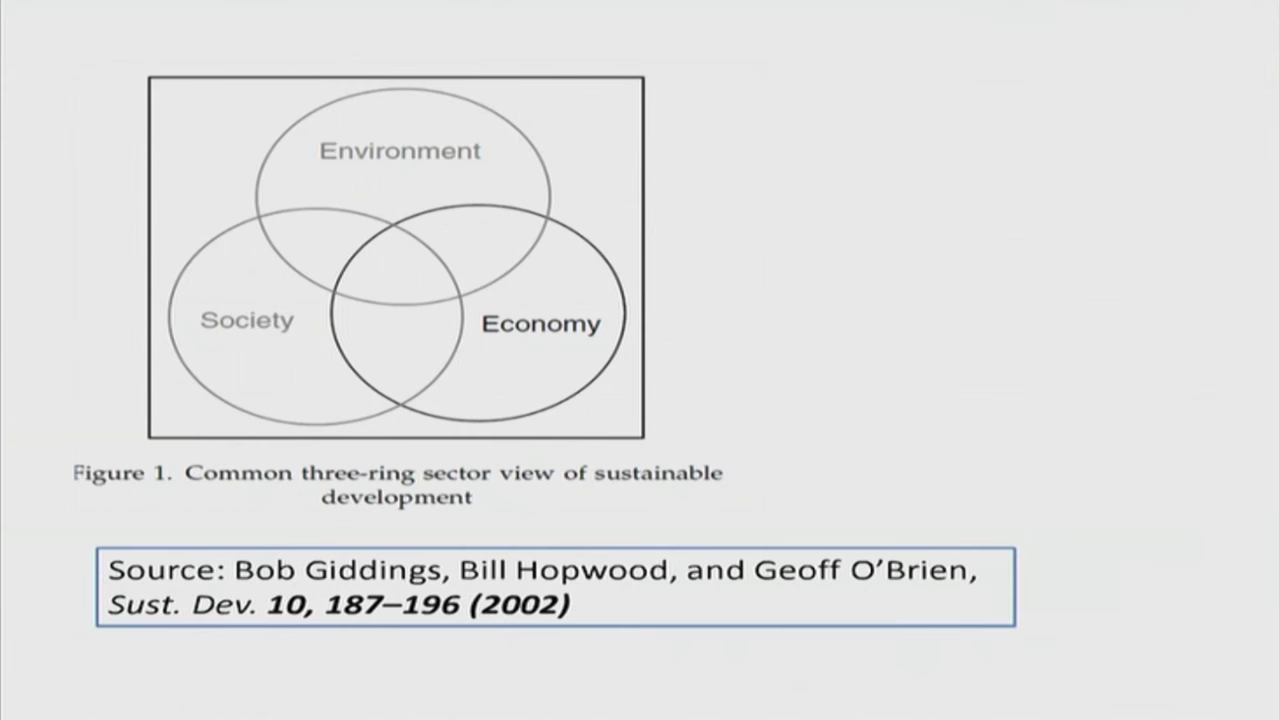 Environment
Society
Economy
Figure 1. Common three-ring sector view of sustainable
development
Source: Bob Giddings, Bill Hopwood, and Geoff O’Brien,
Sust. Dev. 10, 187–196 (2002)